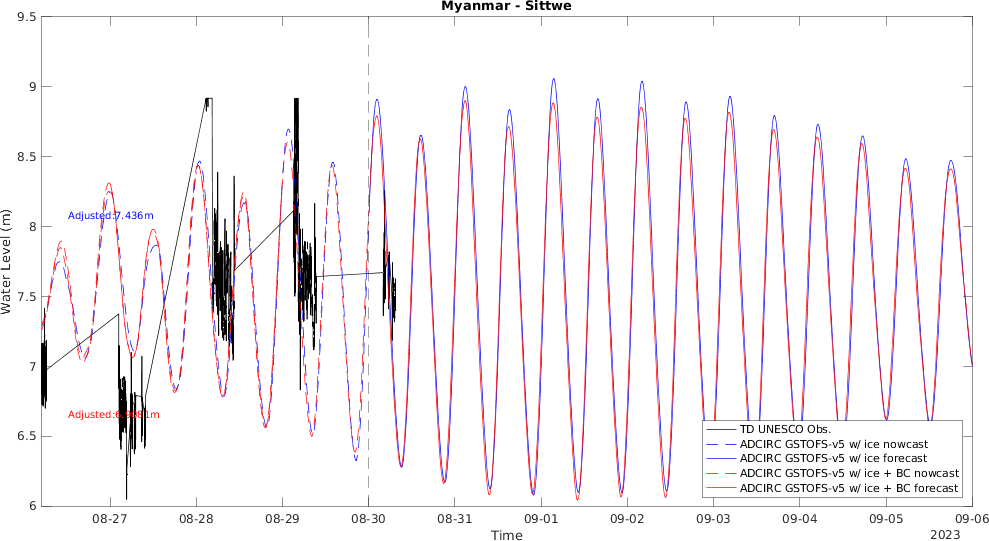 Myanmar - Sittwe
Water Level (m)
9.5
9
8.5
8
7.5
7
6.5
6
Adjusted:7.436m
08-27
08-28
08-29
08-30
08-31
09-01
09-02
09-03
09-04
09-05
09-06
Time
2023
TD UNESCO Obs.
ADCIRC GSTOFS-v5 w/ ice nowcast
ADCIRC GSTOFS-v5 w/ ice forecast
ADCIRC GSTOFS-v5 w/ ice + BC nowcast
ADCIRC GSTOFS-v5 w/ ice + BC forecast